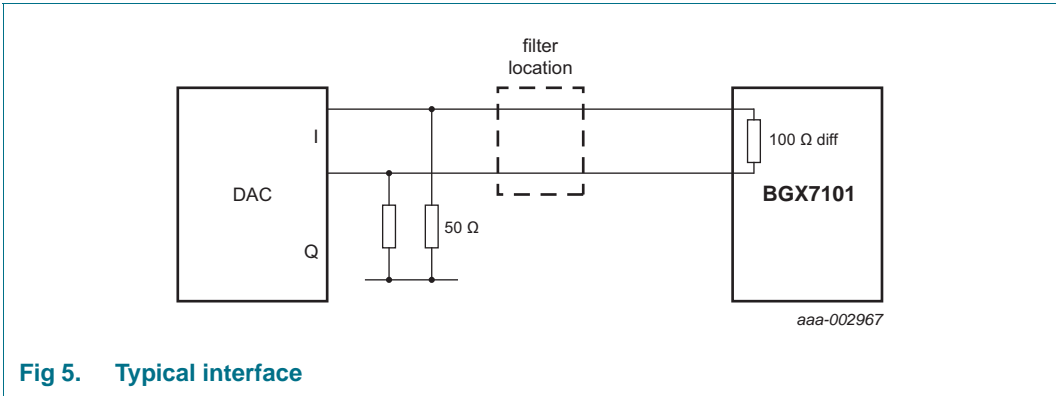 filter
location
I
100 Ω diff
DAC
BGX7101
50 Ω
Q
aaa-002967
Fig 5. Typical interface